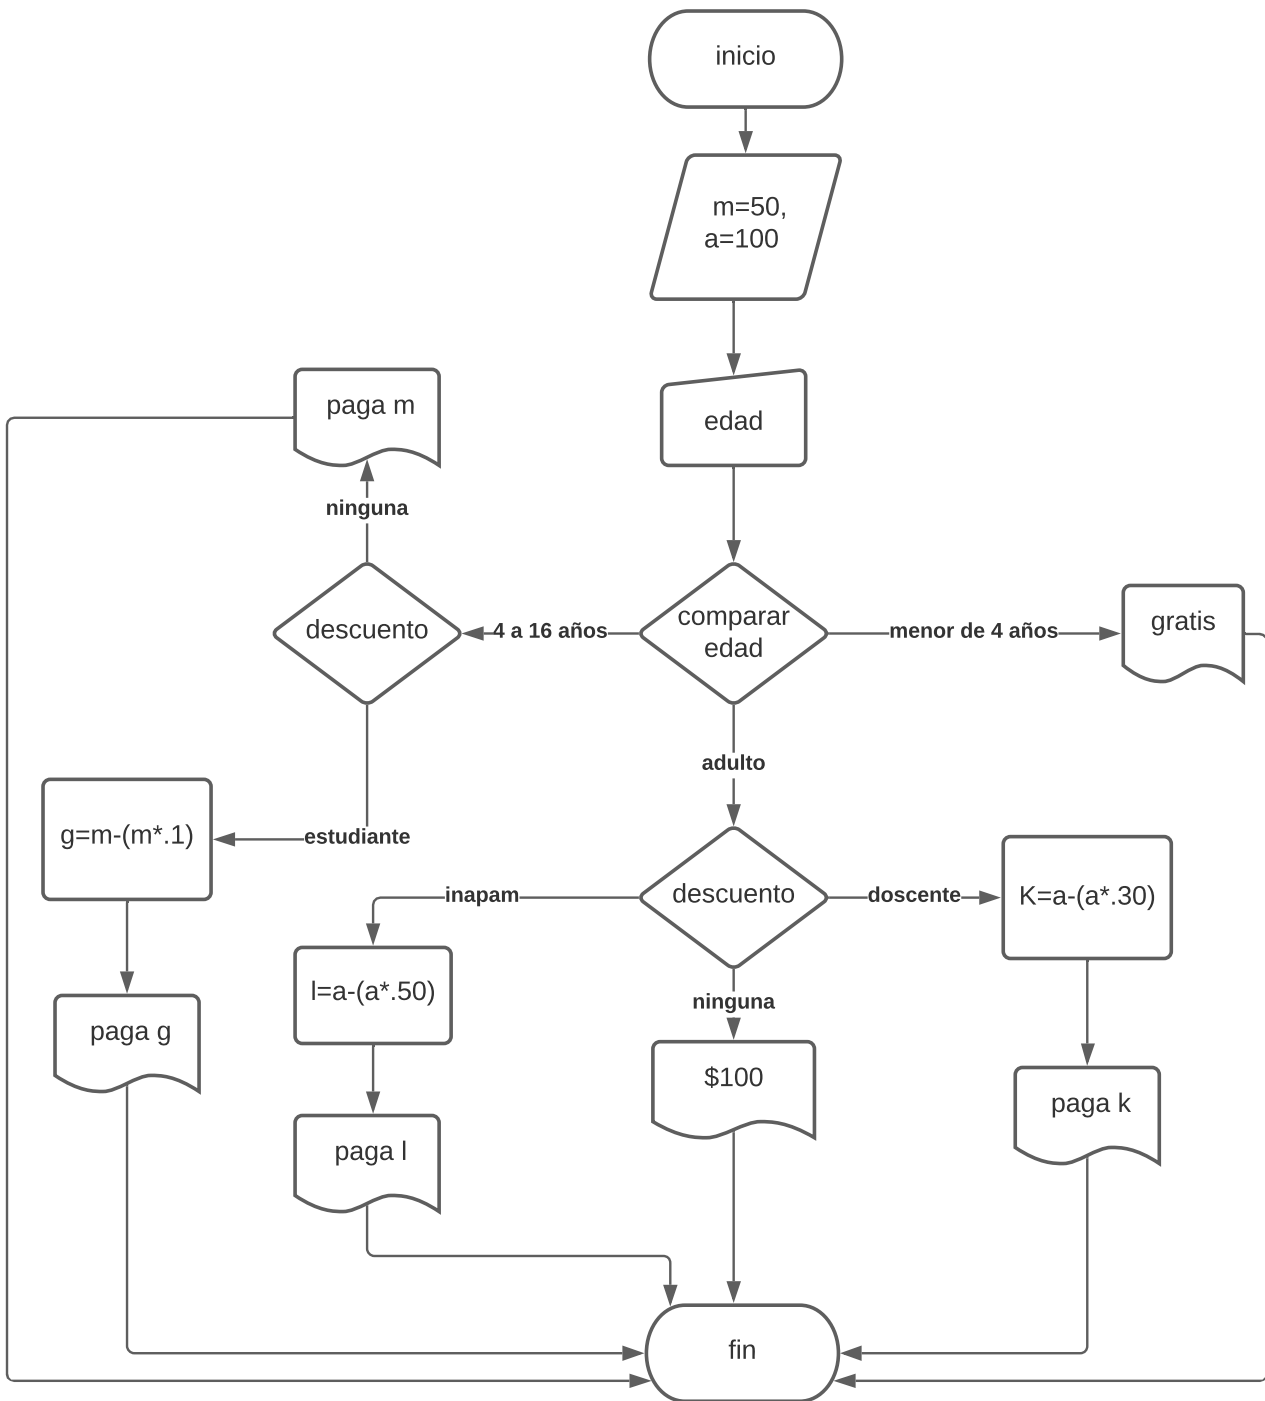 inicio
m=50,
a=100
edad
paga m
ninguna
descuento
4 a 16 años
comparar
edad
menor de 4 años
gratis
adulto
estudiante
g=m-(m*.1)
paga g
descuento
inapam
l=a-(a*.50)
paga l
ninguna
$100
doscente
K=a-(a*.30)
paga k
fin